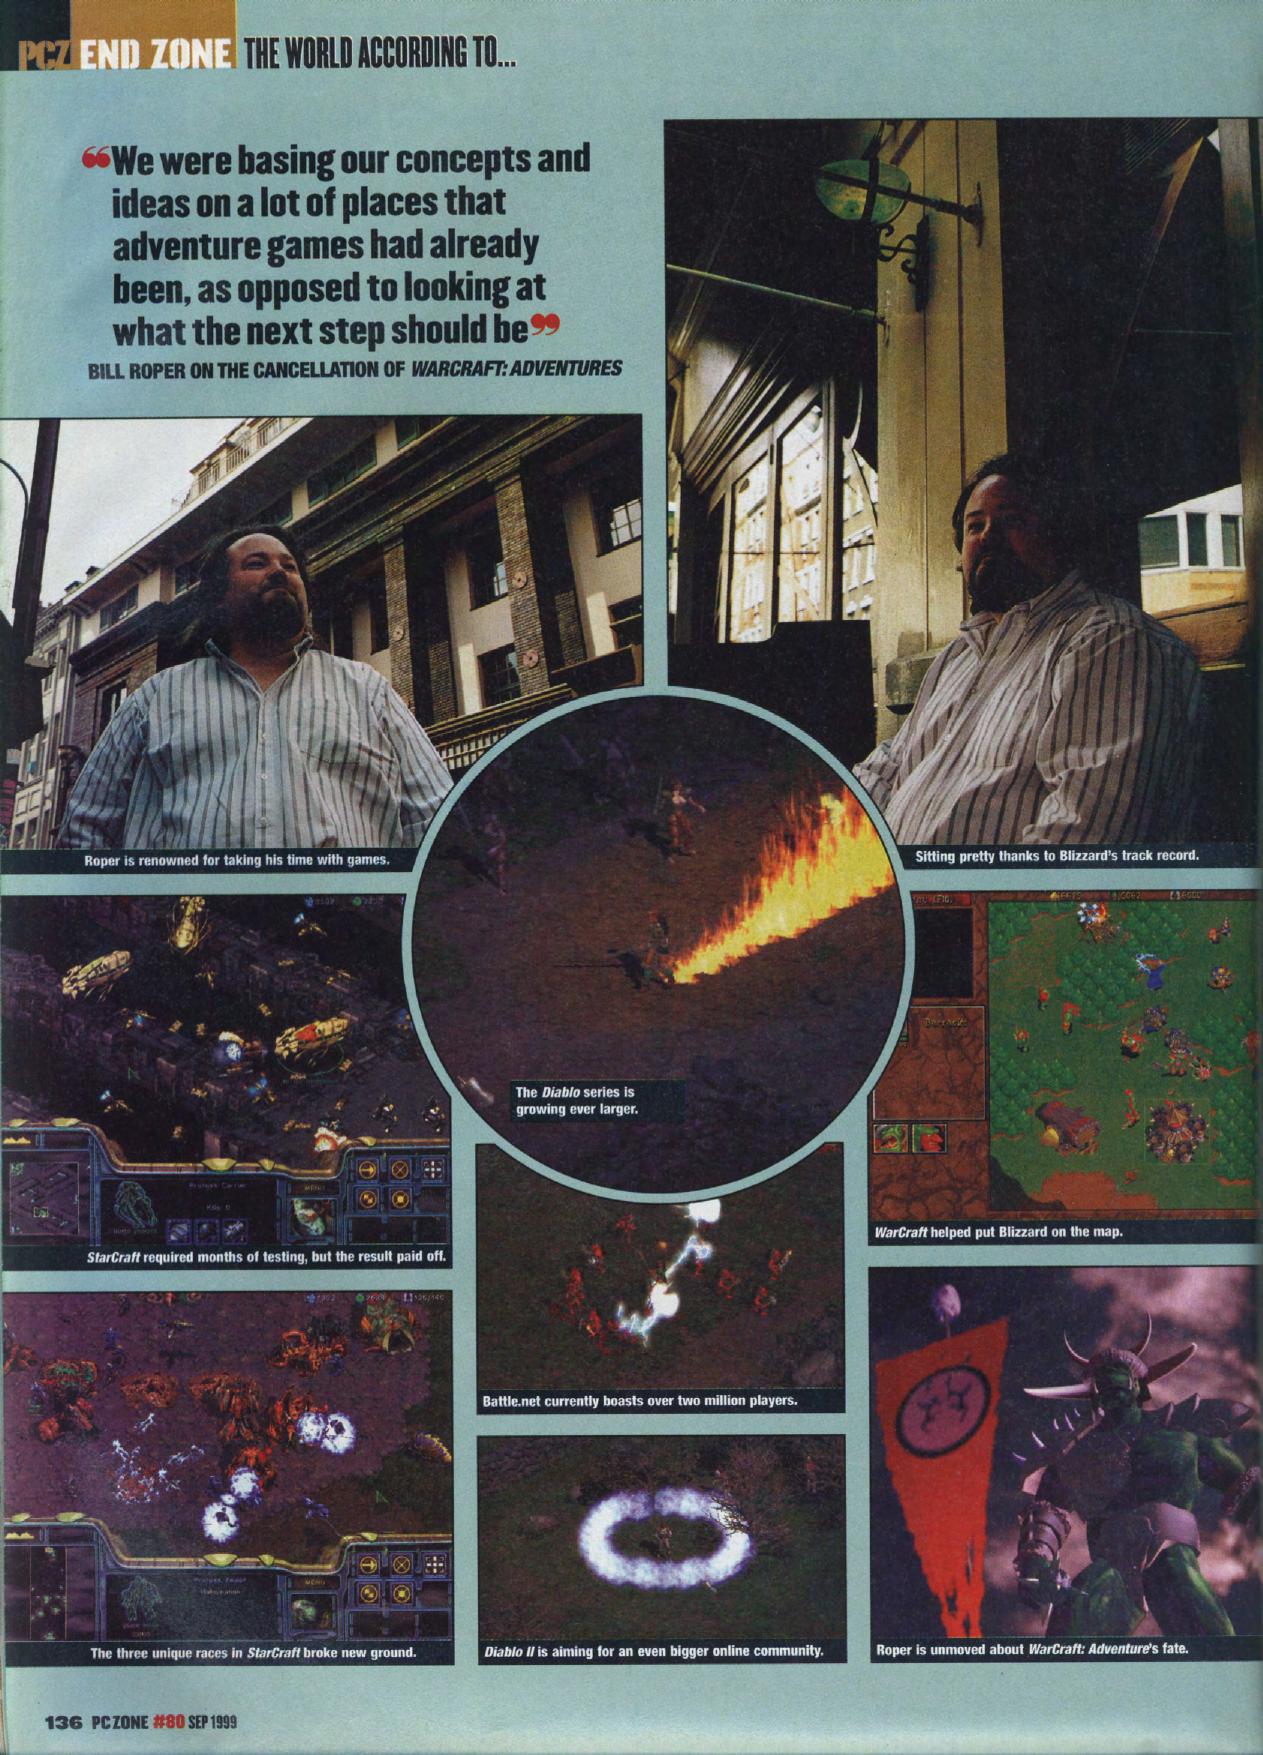 PCZ END ZONE THE WORLD ACCORDING TO...
“We were basing our concepts and
ideas on a lot of places that
adventure games had already
been, as opposed to looking at
what the next step should be”
BILL ROPER ON THE CANCELLATION OF WARCRAFT: ADVENTURES
Roper is renowned for taking his time with games.
Sitting pretty thanks to Blizzard's track record.
The Diablo series is
growing ever larger.
Protoss Carrier
Kills: 0
MENU
StarCraft required months of testing, but the result paid off.
WarCraft helped put Blizzard on the map.
Battle.net currently boasts over two million players.
MENU
The three unique races in StarCraft broke new ground.
Diablo II is aiming for an even bigger online community.
Roper is unmoved about WarCraft: Adventure's fate.
136 PC ZONE #80 SEP 1999